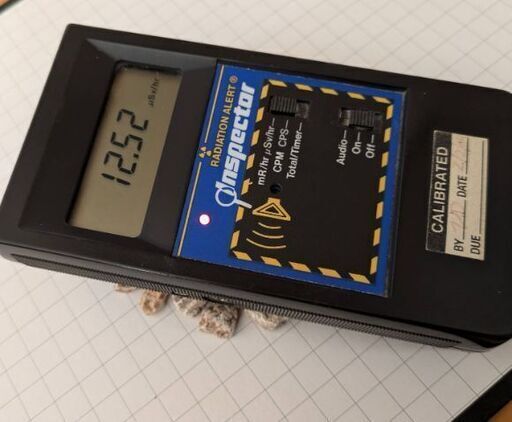 12.52 µSv/hr
RADIATION ALERT®
Inspector
mR/hr µSv/hr
CPM CPS
Total/Timer
Audio
On
Off
CALIBRATED
BY DATE
DUE